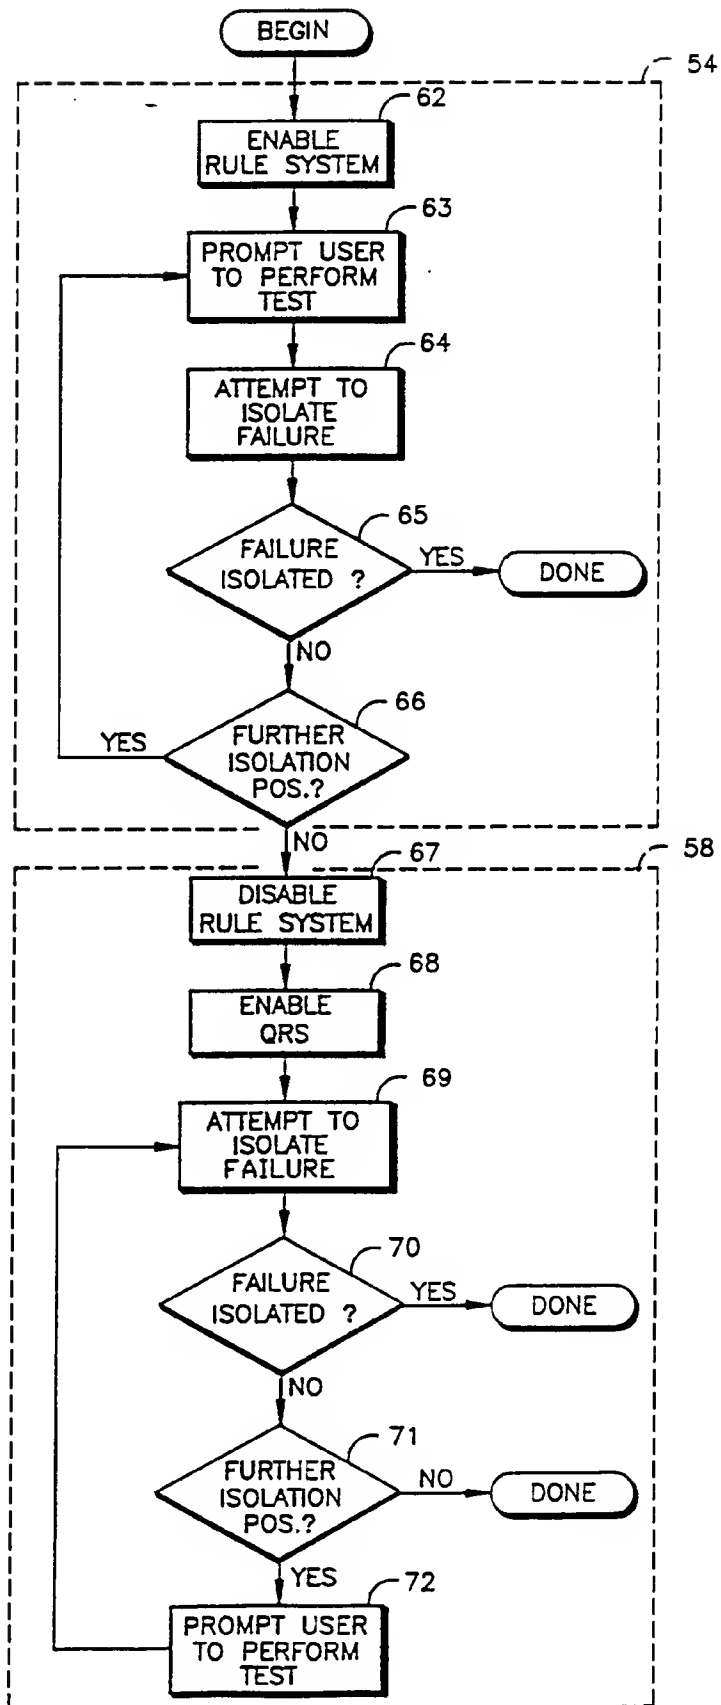 BEGIN
54
62
ENABLE
RULE SYSTEM
63
PROMPT USER
TO PERFORM
TEST
64
ATTEMPT TO
ISOLATE
FAILURE
65
FAILURE
ISOLATED ?
YES
DONE
NO
66
FURTHER
ISOLATION
POS.?
YES
NO
58
67
DISABLE
RULE SYSTEM
68
ENABLE
QRS
69
ATTEMPT TO
ISOLATE
FAILURE
70
FAILURE
ISOLATED ?
YES
DONE
NO
71
FURTHER
ISOLATION
POS.?
NO
DONE
YES
72
PROMPT USER
TO PERFORM
TEST